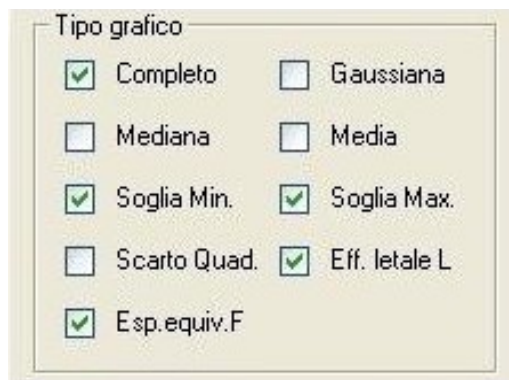 Tipo grafico
Completo Gaussiana
Mediana Media
Soglia Min. Soglia Max.
Scarto Quad. Eff. letale L
Esp.equiv.F